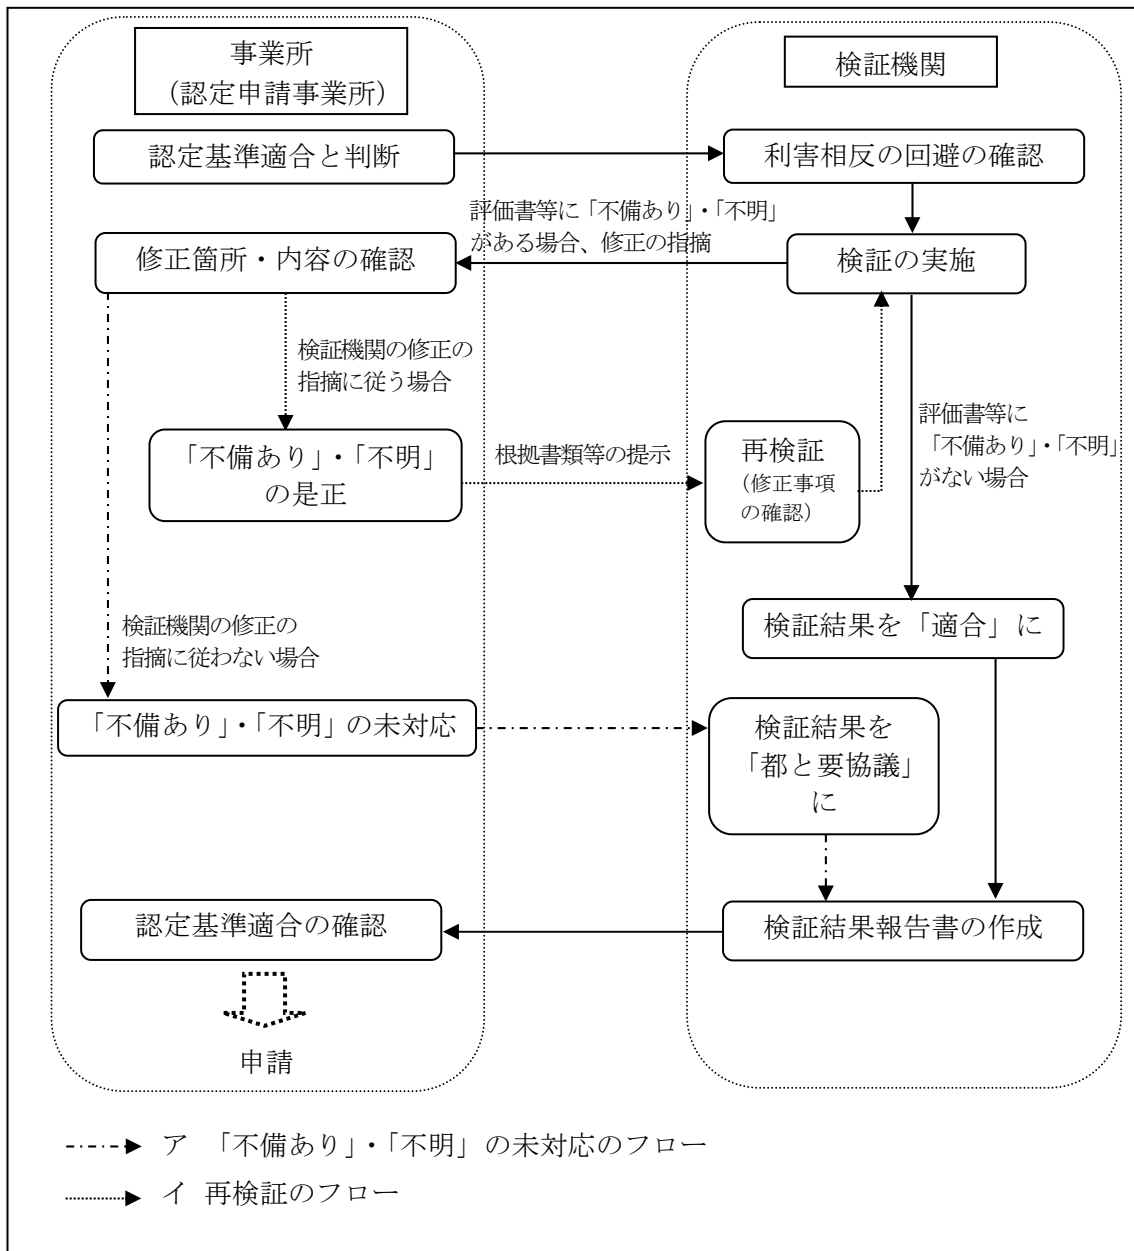 事業所
（認定申請事業所）
検証機関
認定基準適合と判断
利害相反の回避の確認
評価書等に「不備あり」・「不明」
がある場合、修正の指摘
修正箇所・内容の確認
検証の実施
検証機関の修正の
指摘に従う場合
評価書等に
「不備あり」・「不明」
がない場合
「不備あり」・「不明」
の是正
根拠書類等の提示
再検証
（修正事項
の確認）
検証結果を「適合」に
検証機関の修正の
指摘に従わない場合
「不備あり」・「不明」の未対応
検証結果を
「都と要協議」
に
認定基準適合の確認
検証結果報告書の作成
申請
ア 「不備あり」・「不明」の未対応のフロー
イ 再検証のフロー